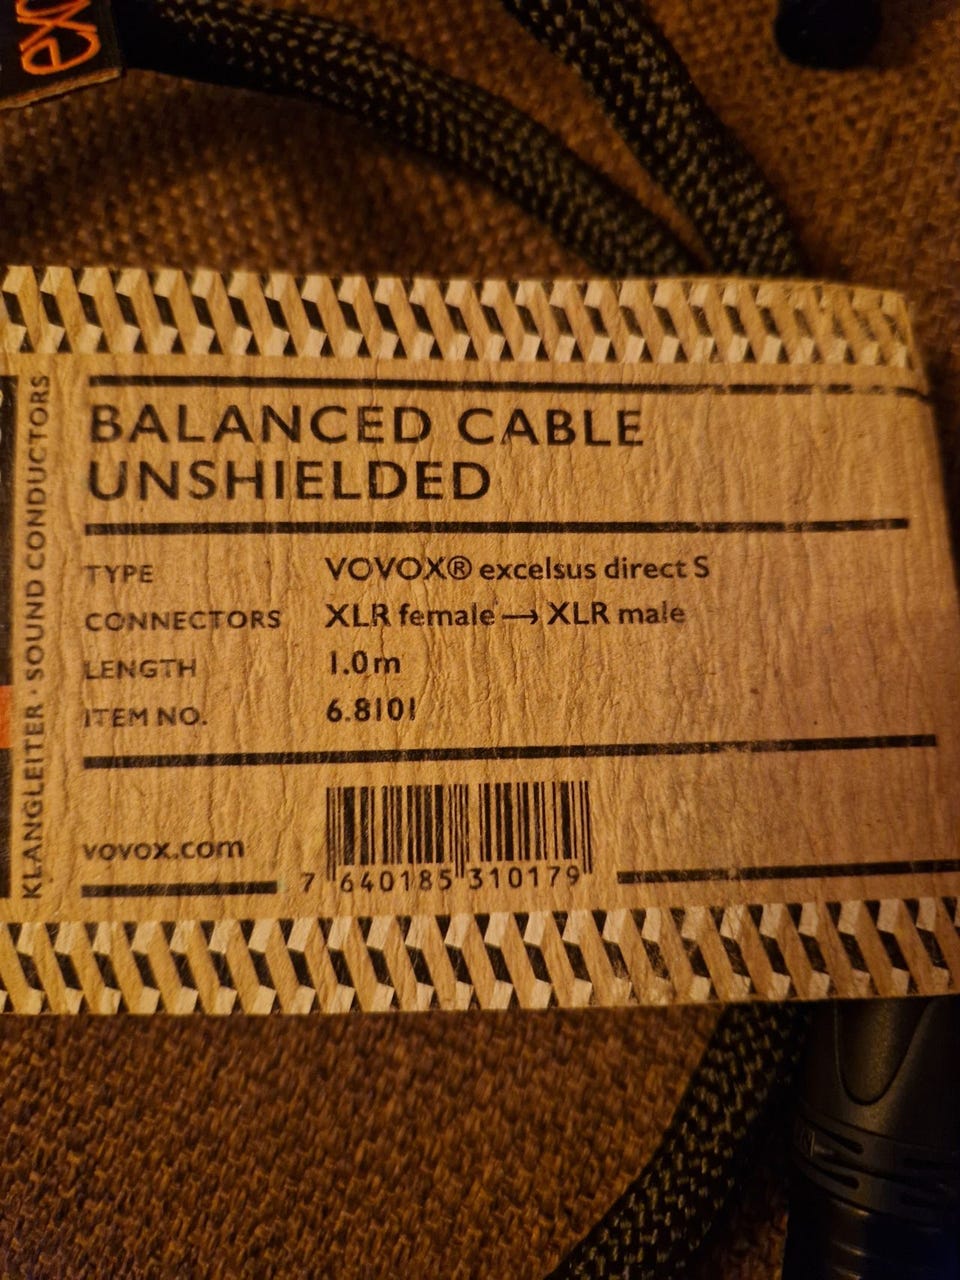 exc
BALANCED CABLE
UNSHIELDED
TYPE VOVOX® excelsus direct S
CONNECTORS XLR female → XLR male
LENGTH 1.0 m
ITEM NO. 6.8101
vovox.com
7 640185 310179
KLANGLEITER · SOUND CONDUCTORS